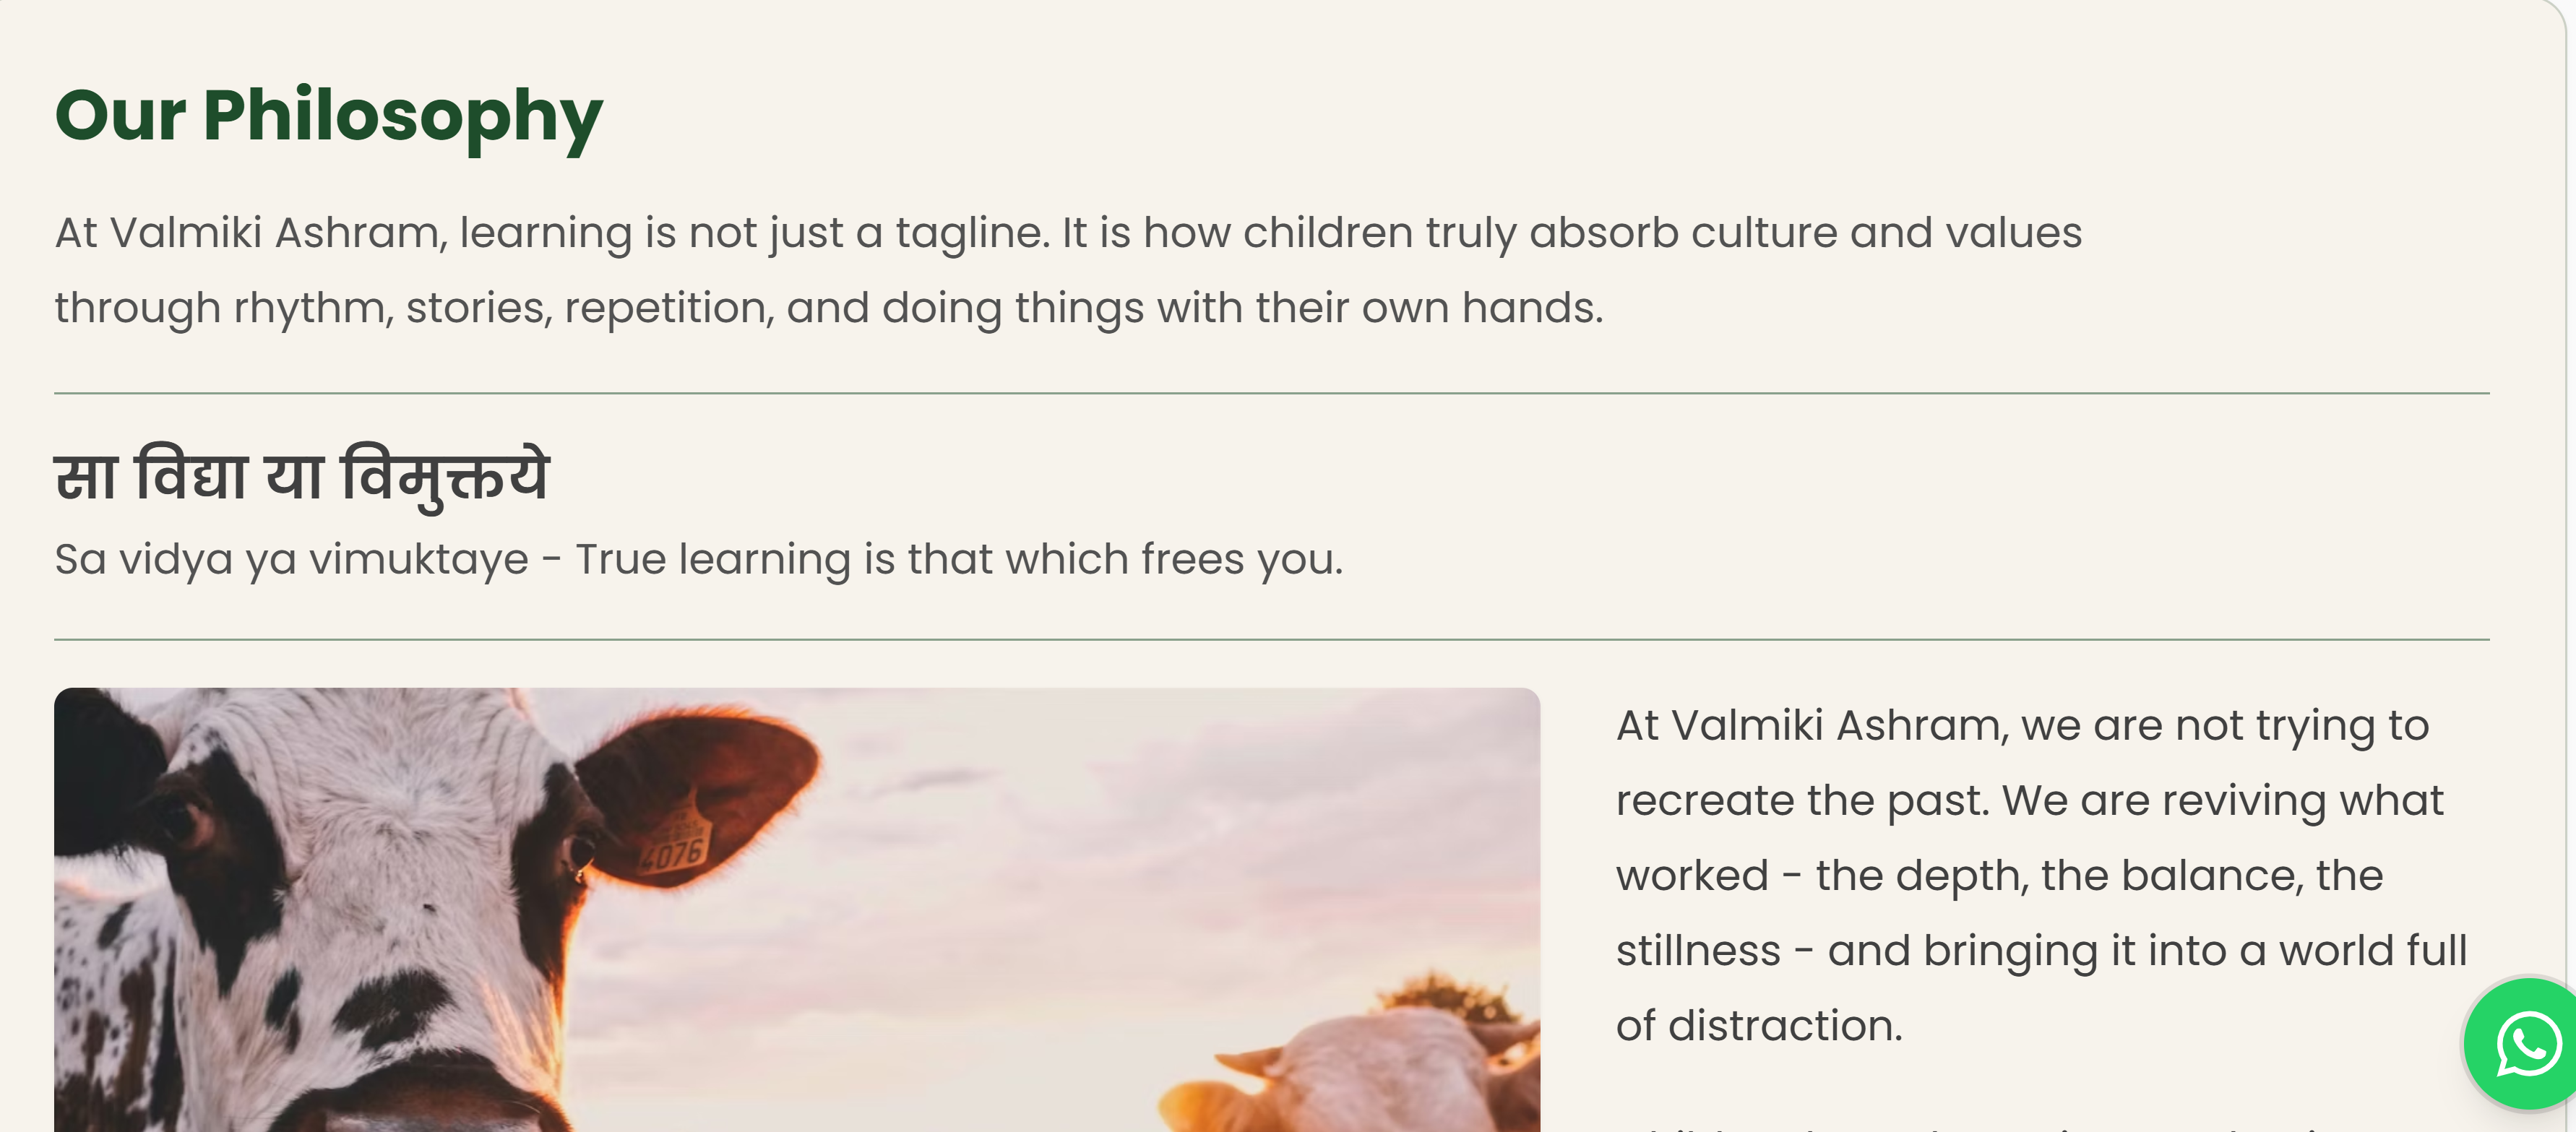 Our Philosophy
At Valmiki Ashram, learning is not just a tagline. It is how children truly absorb culture and values
through rhythm, stories, repetition, and doing things with their own hands.
सा विद्या या विमुक्तये
Sa vidya ya vimuktaye - True learning is that which frees you.
4076
At Valmiki Ashram, we are not trying to
recreate the past. We are reviving what
worked - the depth, the balance, the
stillness - and bringing it into a world full
of distraction.